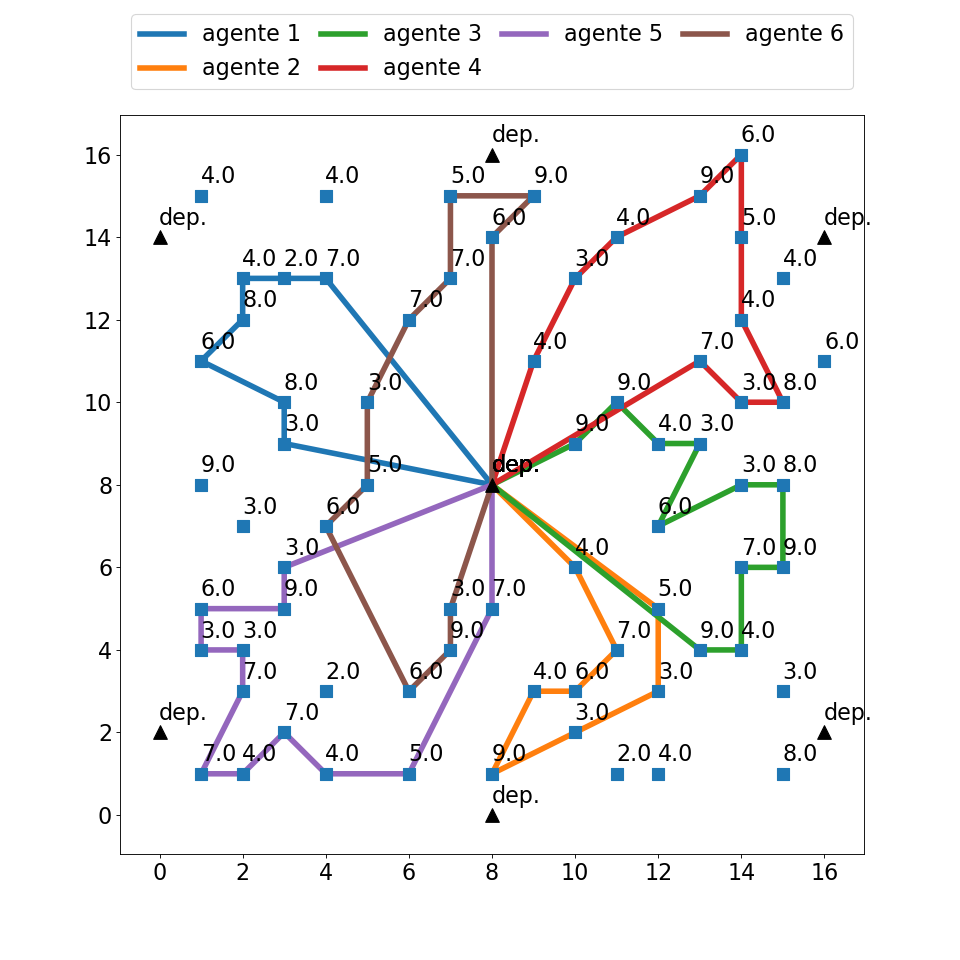 agente 1 agente 3 agente 5 agente 6
agente 2 agente 4
dep. 6.0
16
4.0 4.0 5.0 9.0 9.0
dep. 6.0 4.0 5.0 dep.
14
4.0 2.0 7.0 7.0 3.0 4.0
8.0 7.0 4.0
12
6.0 4.0 7.0 6.0
8.0 3.0 9.0 3.0 8.0
10
3.0 9.0 4.0 3.0
9.0 5.0 dep. 3.0 8.0
8
3.0 6.0 6.0
3.0 4.0 7.0 9.0
6
6.0 9.0 3.0 7.0 5.0
3.0 3.0 9.0 7.0 9.0 4.0
4
7.0 2.0 6.0 4.0 6.0 3.0 3.0
dep. 7.0 3.0 dep.
2
7.0 4.0 4.0 5.0 9.0 2.0 4.0 8.0
dep.
0
0 2 4 6 8 10 12 14 16